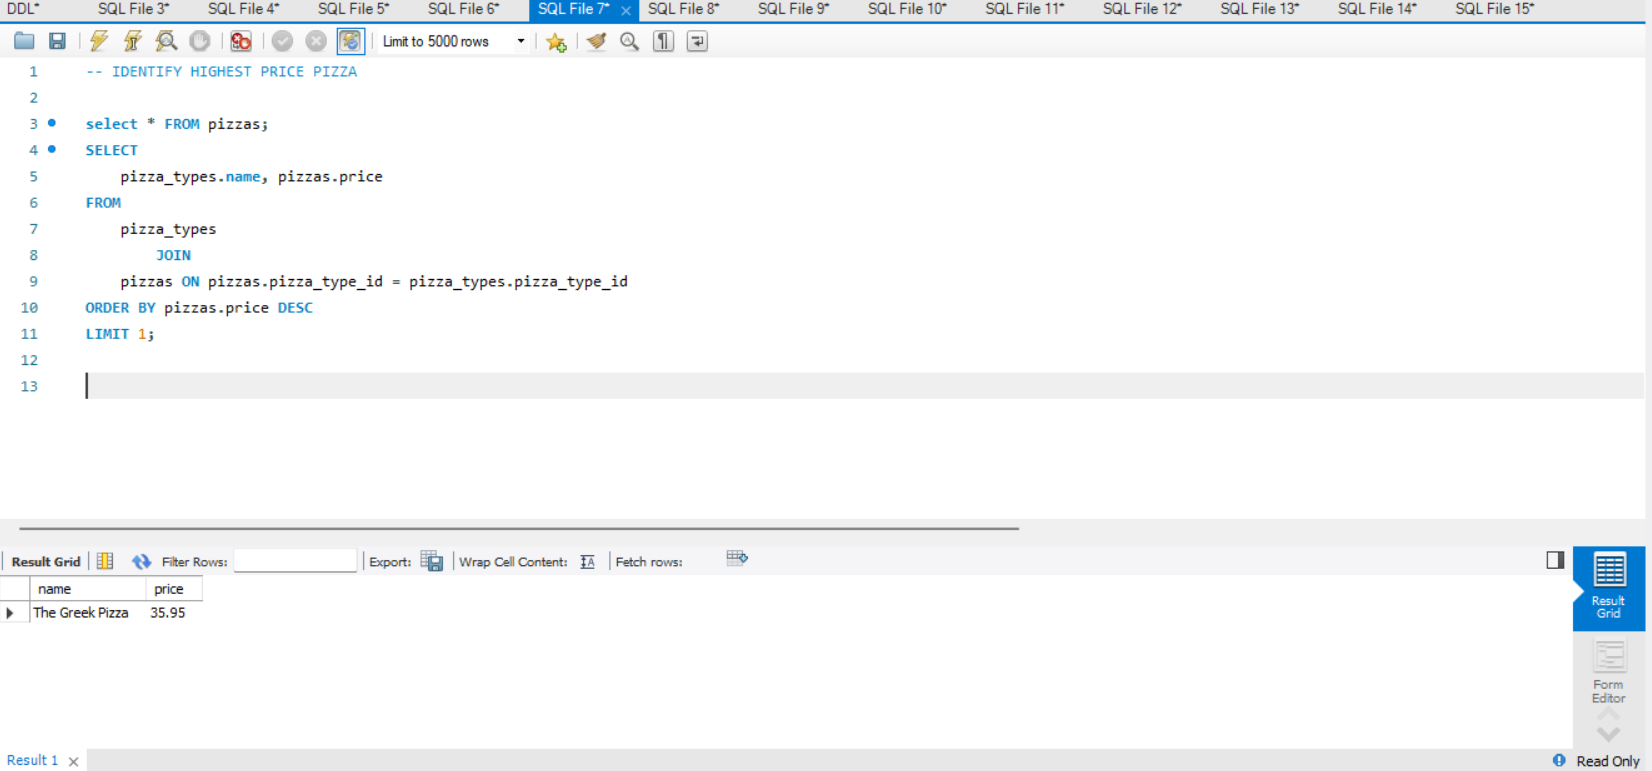 DDL* SQL File 3* SQL File 4* SQL File 5* SQL File 6* SQL File 7* SQL File 8* SQL File 9* SQL File 10* SQL File 11* SQL File 12* SQL File 13* SQL File 14* SQL File 15*
Limit to 5000 rows
1 -- IDENTIFY HIGHEST PRICE PIZZA
2
3 select * FROM pizzas;
4 SELECT
5 pizza_types.name, pizzas.price
6 FROM
7 pizza_types
8 JOIN
9 pizzas ON pizzas.pizza_type_id = pizza_types.pizza_type_id
10 ORDER BY pizzas.price DESC
11 LIMIT 1;
12
13
Result Grid Filter Rows: Export: Wrap Cell Content: Fetch rows:
name price
The Greek Pizza 35.95
Result
Grid
Form
Editor
Result 1 Read Only